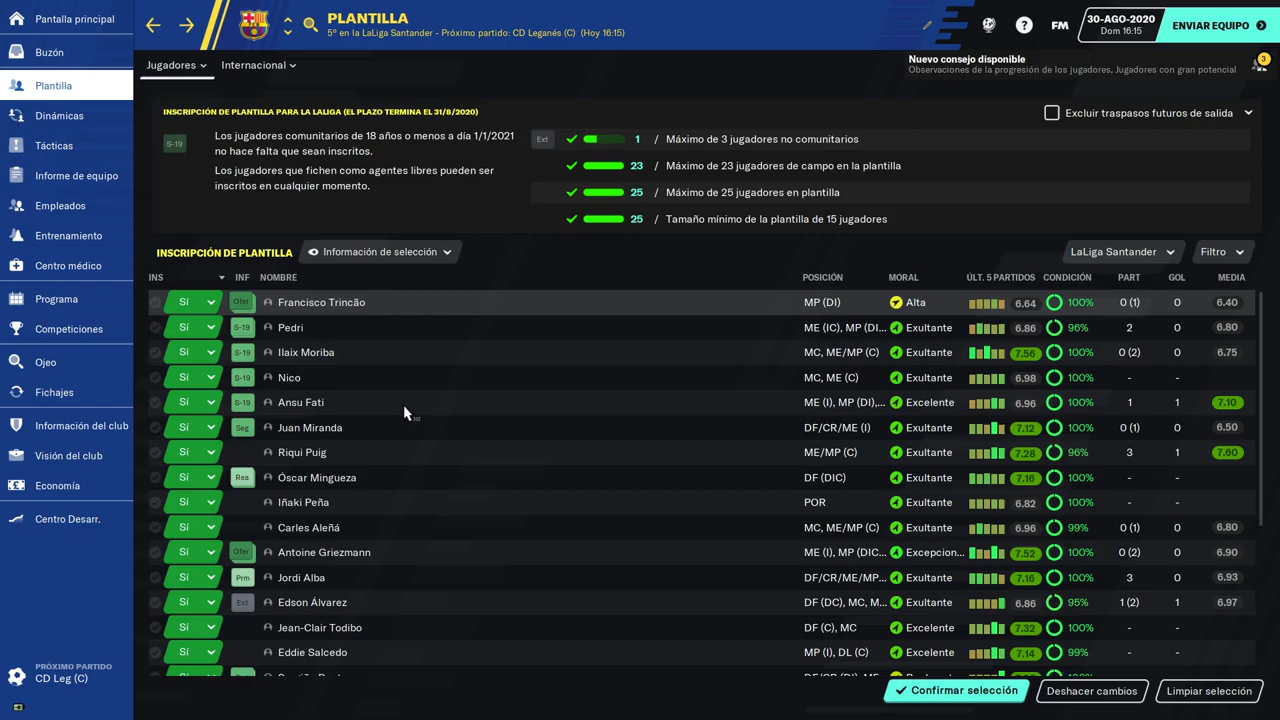 Pantalla principal
Buzón
Plantilla
Dinámicas
Tácticas
Informe de equipo
Empleados
Entrenamiento
Centro médico
Programa
Competiciones
Ojeo
Fichajes
Información del club
Visión del club
Economía
Centro Desarr.
PRÓXIMO PARTIDO
CD Leg (C)
PLANTILLA
5º en la LaLiga Santander - Próximo partido: CD Leganés (C) (Hoy 16:15)
FM
30-AGO-2020
Dom 16:15
ENVIAR EQUIPO
Jugadores
Internacional
Nuevo consejo disponible
Observaciones de la progresión de los jugadores, Jugadores con gran potencial
3
INSCRIPCIÓN DE PLANTILLA PARA LA LALIGA (EL PLAZO TERMINA EL 31/8/2020)
Excluir traspasos futuros de salida
S-19
Los jugadores comunitarios de 18 años o menos a día 1/1/2021
no hace falta que sean inscritos.
Los jugadores que fichen como agentes libres pueden ser
inscritos en cualquier momento.
Ext 1 / Máximo de 3 jugadores no comunitarios
23 / Máximo de 23 jugadores de campo en la plantilla
25 / Máximo de 25 jugadores en plantilla
25 / Tamaño mínimo de la plantilla de 15 jugadores
INSCRIPCIÓN DE PLANTILLA
Información de selección
LaLiga Santander
Filtro
INS INF NOMBRE POSICIÓN MORAL ÚLT. 5 PARTIDOS CONDICIÓN PART GOL MEDIA
Sí Ofer Francisco Trincão MP (DI) Alta 6.64 100% 0 (1) 0 6.40
Sí S-19 Pedri ME (IC), MP (DI... Exultante 6.86 96% 2 0 6.80
Sí S-19 Ilaix Moriba MC, ME/MP (C) Exultante 7.56 100% 0 (2) 0 6.75
Sí S-19 Nico MC, ME (C) Exultante 6.98 100% - -
Sí S-19 Ansu Fati ME (I), MP (DI),... Excelente 6.96 100% 1 1 7.10
Sí Seg Juan Miranda DF/CR/ME (I) Exultante 7.12 100% 0 (1) 0 6.50
Sí Riqui Puig ME/MP (C) Exultante 7.28 96% 3 1 7.60
Sí Rea Óscar Mingueza DF (DIC) Exultante 7.16 100% - -
Sí Iñaki Peña POR Exultante 6.82 100% - -
Sí Carles Aleñá MC, ME/MP (C) Exultante 6.96 99% 0 (1) 0 6.80
Sí Ofer Antoine Griezmann ME (I), MP (DIC... Excepcion... 7.52 100% 0 (2) 0 6.90
Sí Prm Jordi Alba DF/CR/ME/MP... Exultante 7.16 100% 3 0 6.93
Sí Ext Edson Álvarez DF (DC), MC, M... Exultante 6.86 95% 1 (2) 1 6.97
Sí Jean-Clair Todibo DF (C), MC Excelente 7.32 100% - -
Sí Eddie Salcedo MP (I), DL (C) Excelente 7.14 99% - -
Confirmar selección
Deshacer cambios
Limpiar selección